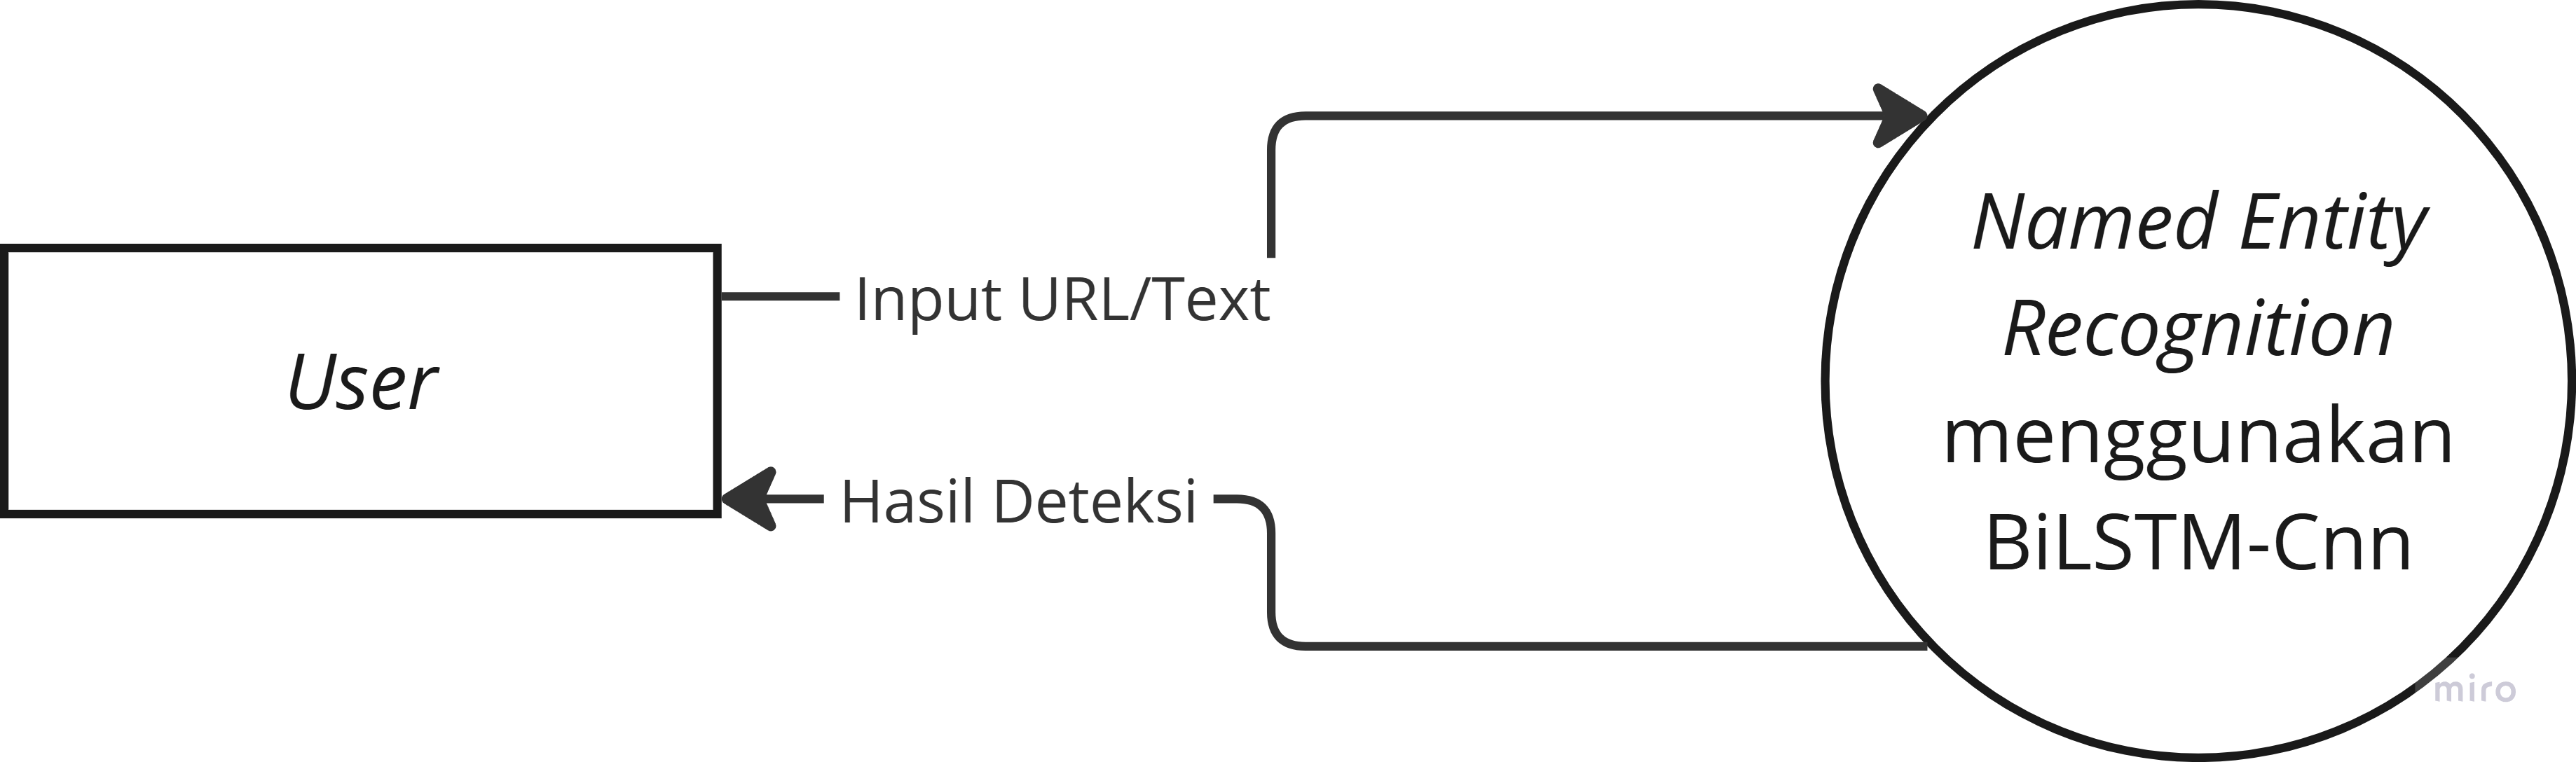 User
Input URL/Text
Hasil Deteksi
Named Entity
Recognition
menggunakan
BiLSTM-Cnn
miro